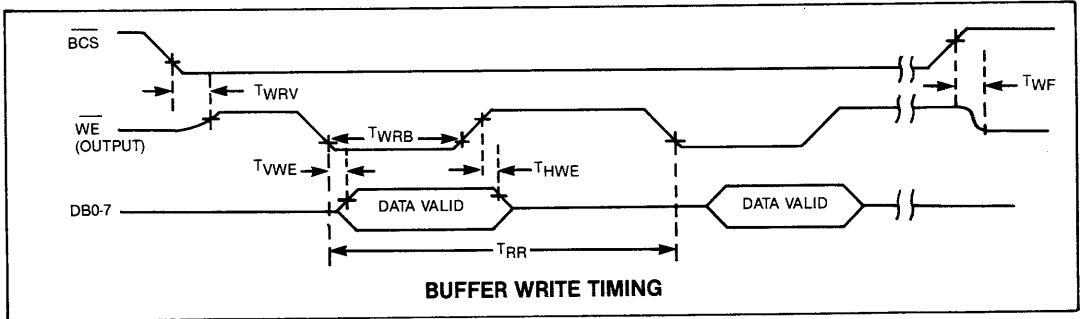 BCS
TWRV
TWF
WE
(OUTPUT)
TWRB
TVWE
THWE
DB0-7
DATA VALID
DATA VALID
TRR
BUFFER WRITE TIMING